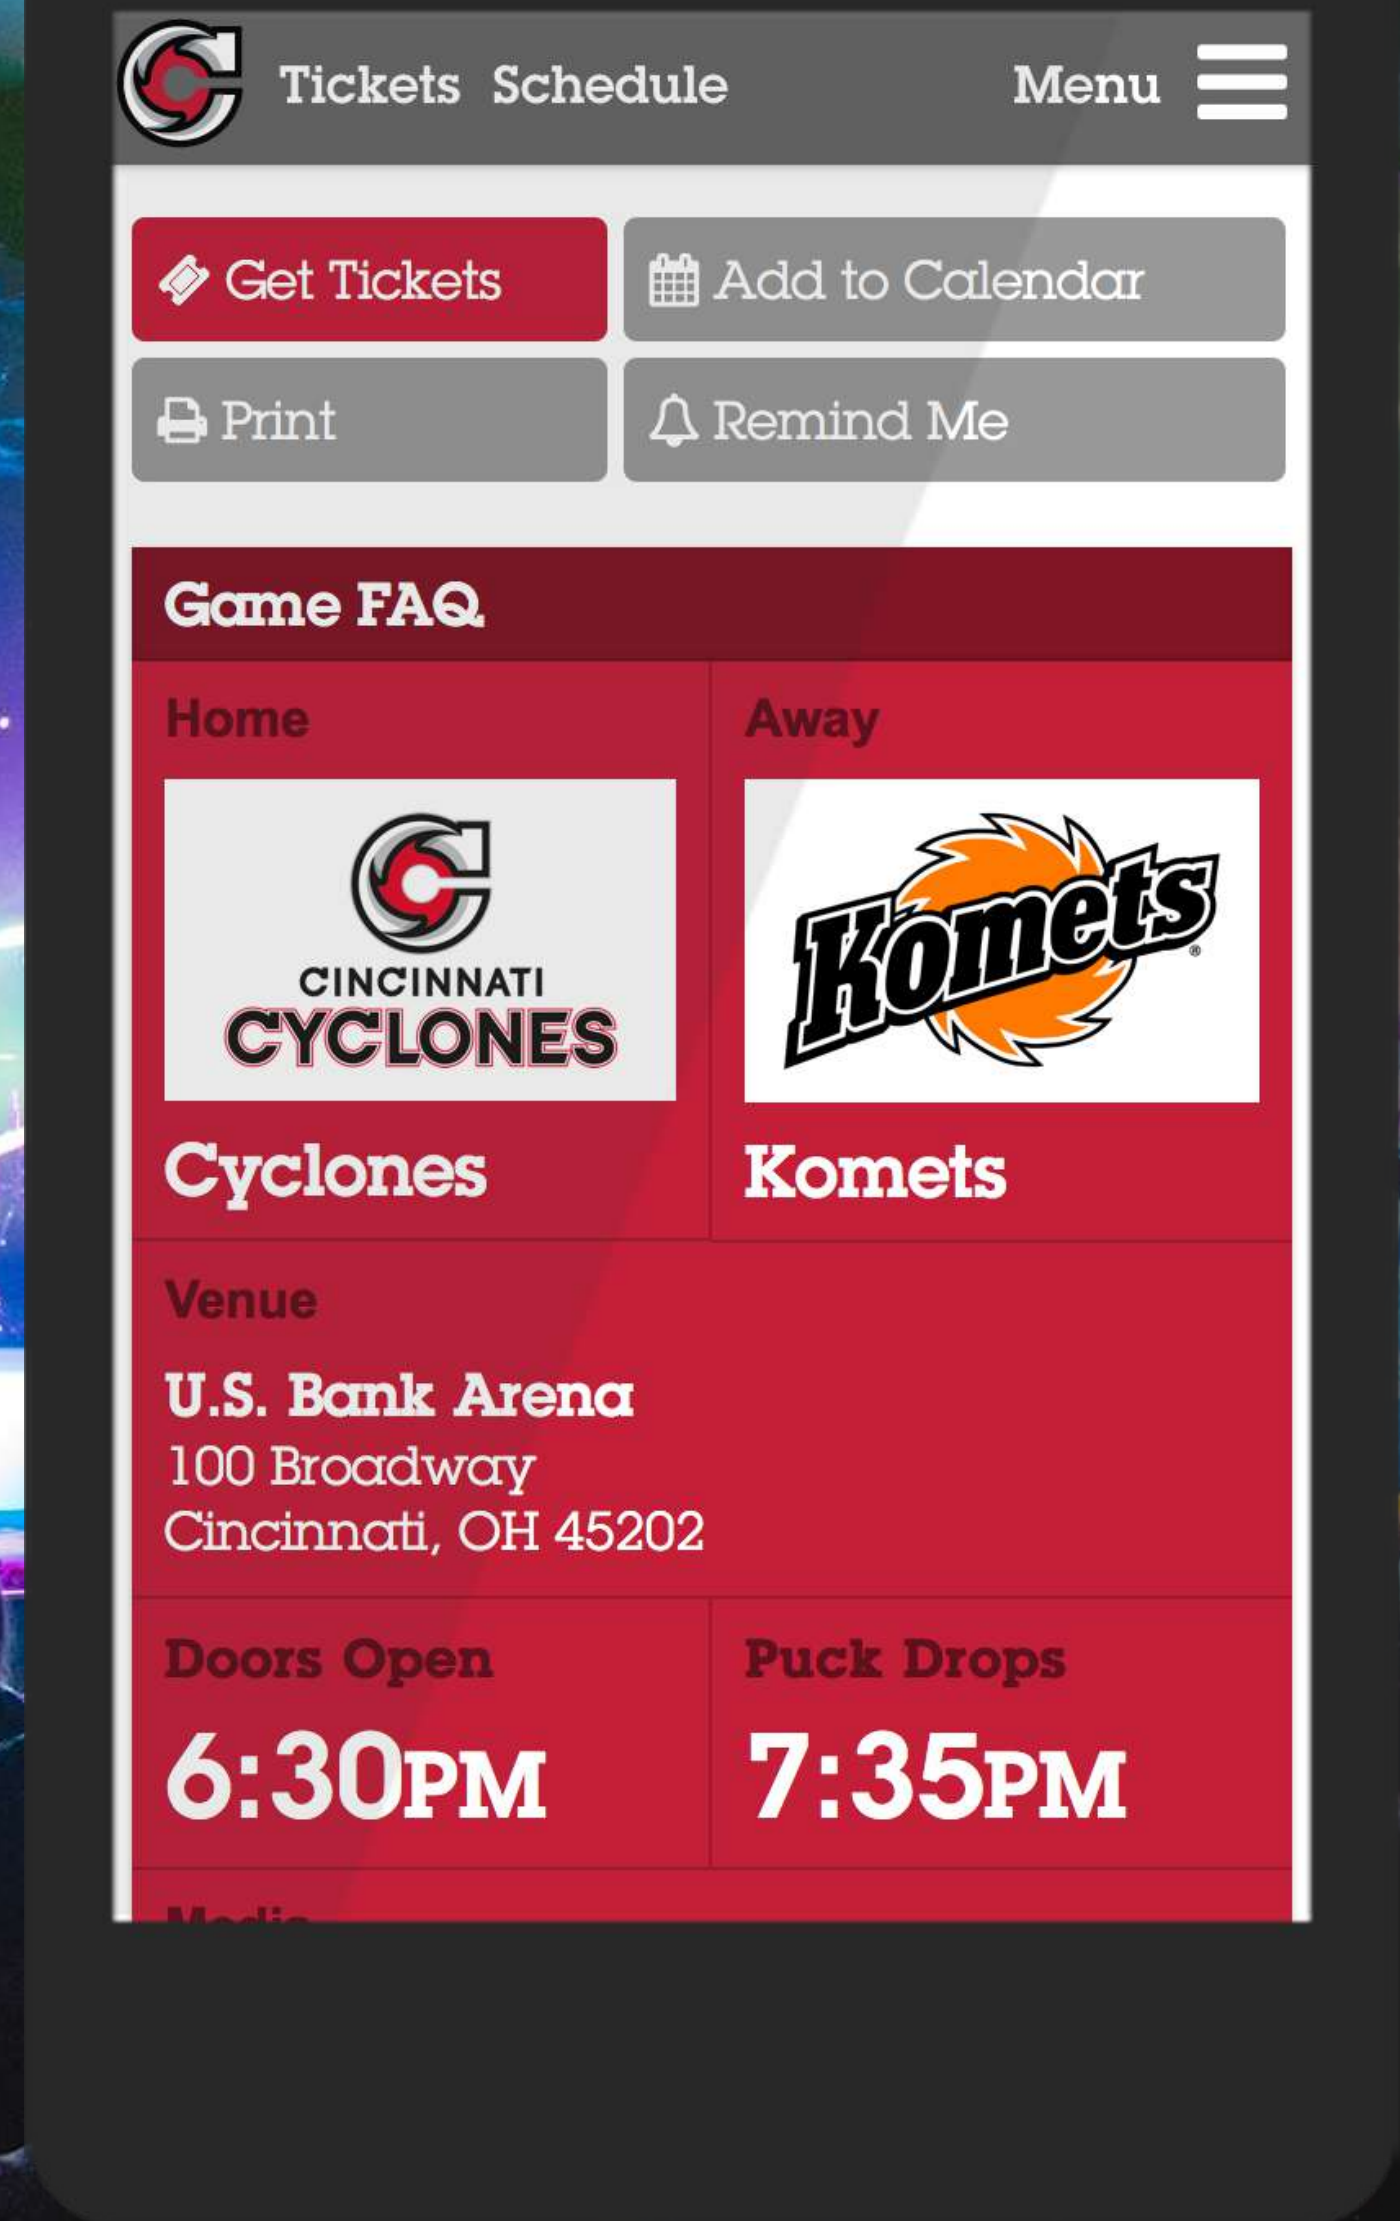 Tickets Schedule Menu
Get Tickets Add to Calendar
Print Remind Me
Game FAQ
Home Away
CINCINNATI
CYCLONES
Komets
Cyclones Komets
Venue
U.S. Bank Arena
100 Broadway
Cincinnati, OH 45202
Doors Open Puck Drops
6:30PM 7:35PM
Media